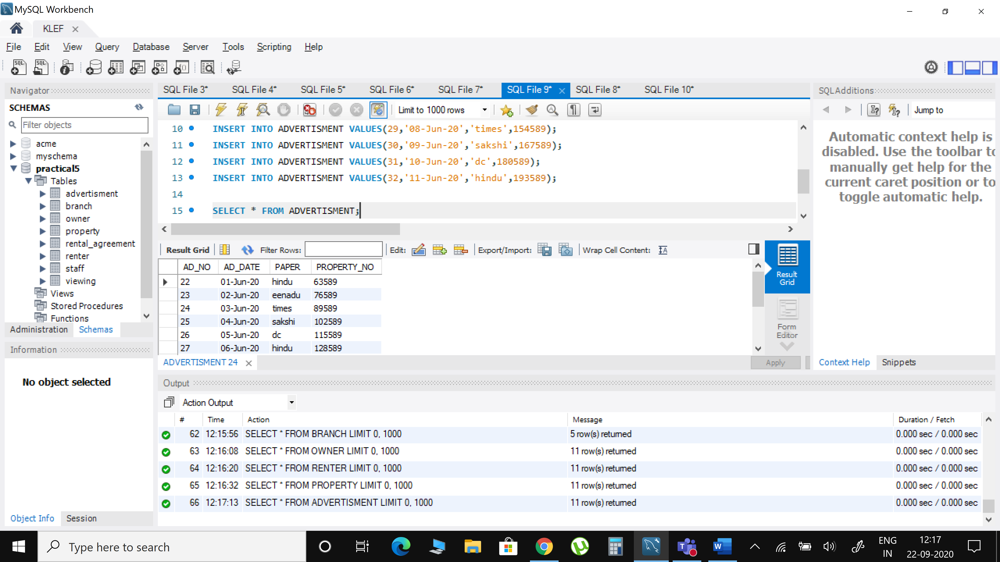 MySQL Workbench
KLEF
File Edit View Query Database Server Tools Scripting Help
Navigator
SCHEMAS
Filter objects
acme
myschema
practical5
Tables
advertisment
branch
owner
property
rental_agreement
renter
staff
viewing
Views
Stored Procedures
Functions
Administration Schemas
Information
No object selected
Object Info Session
SQL File 3* SQL File 4* SQL File 5* SQL File 6* SQL File 7* SQL File 9* SQL File 8* SQL File 10*
Limit to 1000 rows
10 INSERT INTO ADVERTISMENT VALUES(29,'08-Jun-20','times',154589);
11 INSERT INTO ADVERTISMENT VALUES(30,'09-Jun-20','sakshi',167589);
12 INSERT INTO ADVERTISMENT VALUES(31,'10-Jun-20','dc',180589);
13 INSERT INTO ADVERTISMENT VALUES(32,'11-Jun-20','hindu',193589);
14
15 SELECT * FROM ADVERTISMENT;
Result Grid Filter Rows: Edit: Export/Import: Wrap Cell Content:
AD_NO AD_DATE PAPER PROPERTY_NO
22 01-Jun-20 hindu 63589
23 02-Jun-20 eenadu 76589
24 03-Jun-20 times 89589
25 04-Jun-20 sakshi 102589
26 05-Jun-20 dc 115589
27 06-Jun-20 hindu 128589
Result
Grid
Form
Editor
ADVERTISMENT 24
Apply
SQLAdditions
Jump to
Automatic context help is
disabled. Use the toolbar to
manually get help for the
current caret position or to
toggle automatic help.
Context Help Snippets
Output
Action Output
# Time Action Message Duration / Fetch
62 12:15:56 SELECT * FROM BRANCH LIMIT 0, 1000 5 row(s) returned 0.000 sec / 0.000 sec
63 12:16:08 SELECT * FROM OWNER LIMIT 0, 1000 11 row(s) returned 0.000 sec / 0.000 sec
64 12:16:20 SELECT * FROM RENTER LIMIT 0, 1000 11 row(s) returned 0.000 sec / 0.000 sec
65 12:16:32 SELECT * FROM PROPERTY LIMIT 0, 1000 11 row(s) returned 0.000 sec / 0.000 sec
66 12:17:13 SELECT * FROM ADVERTISMENT LIMIT 0, 1000 11 row(s) returned 0.000 sec / 0.000 sec
Type here to search
ENG
IN
12:17
22-09-2020